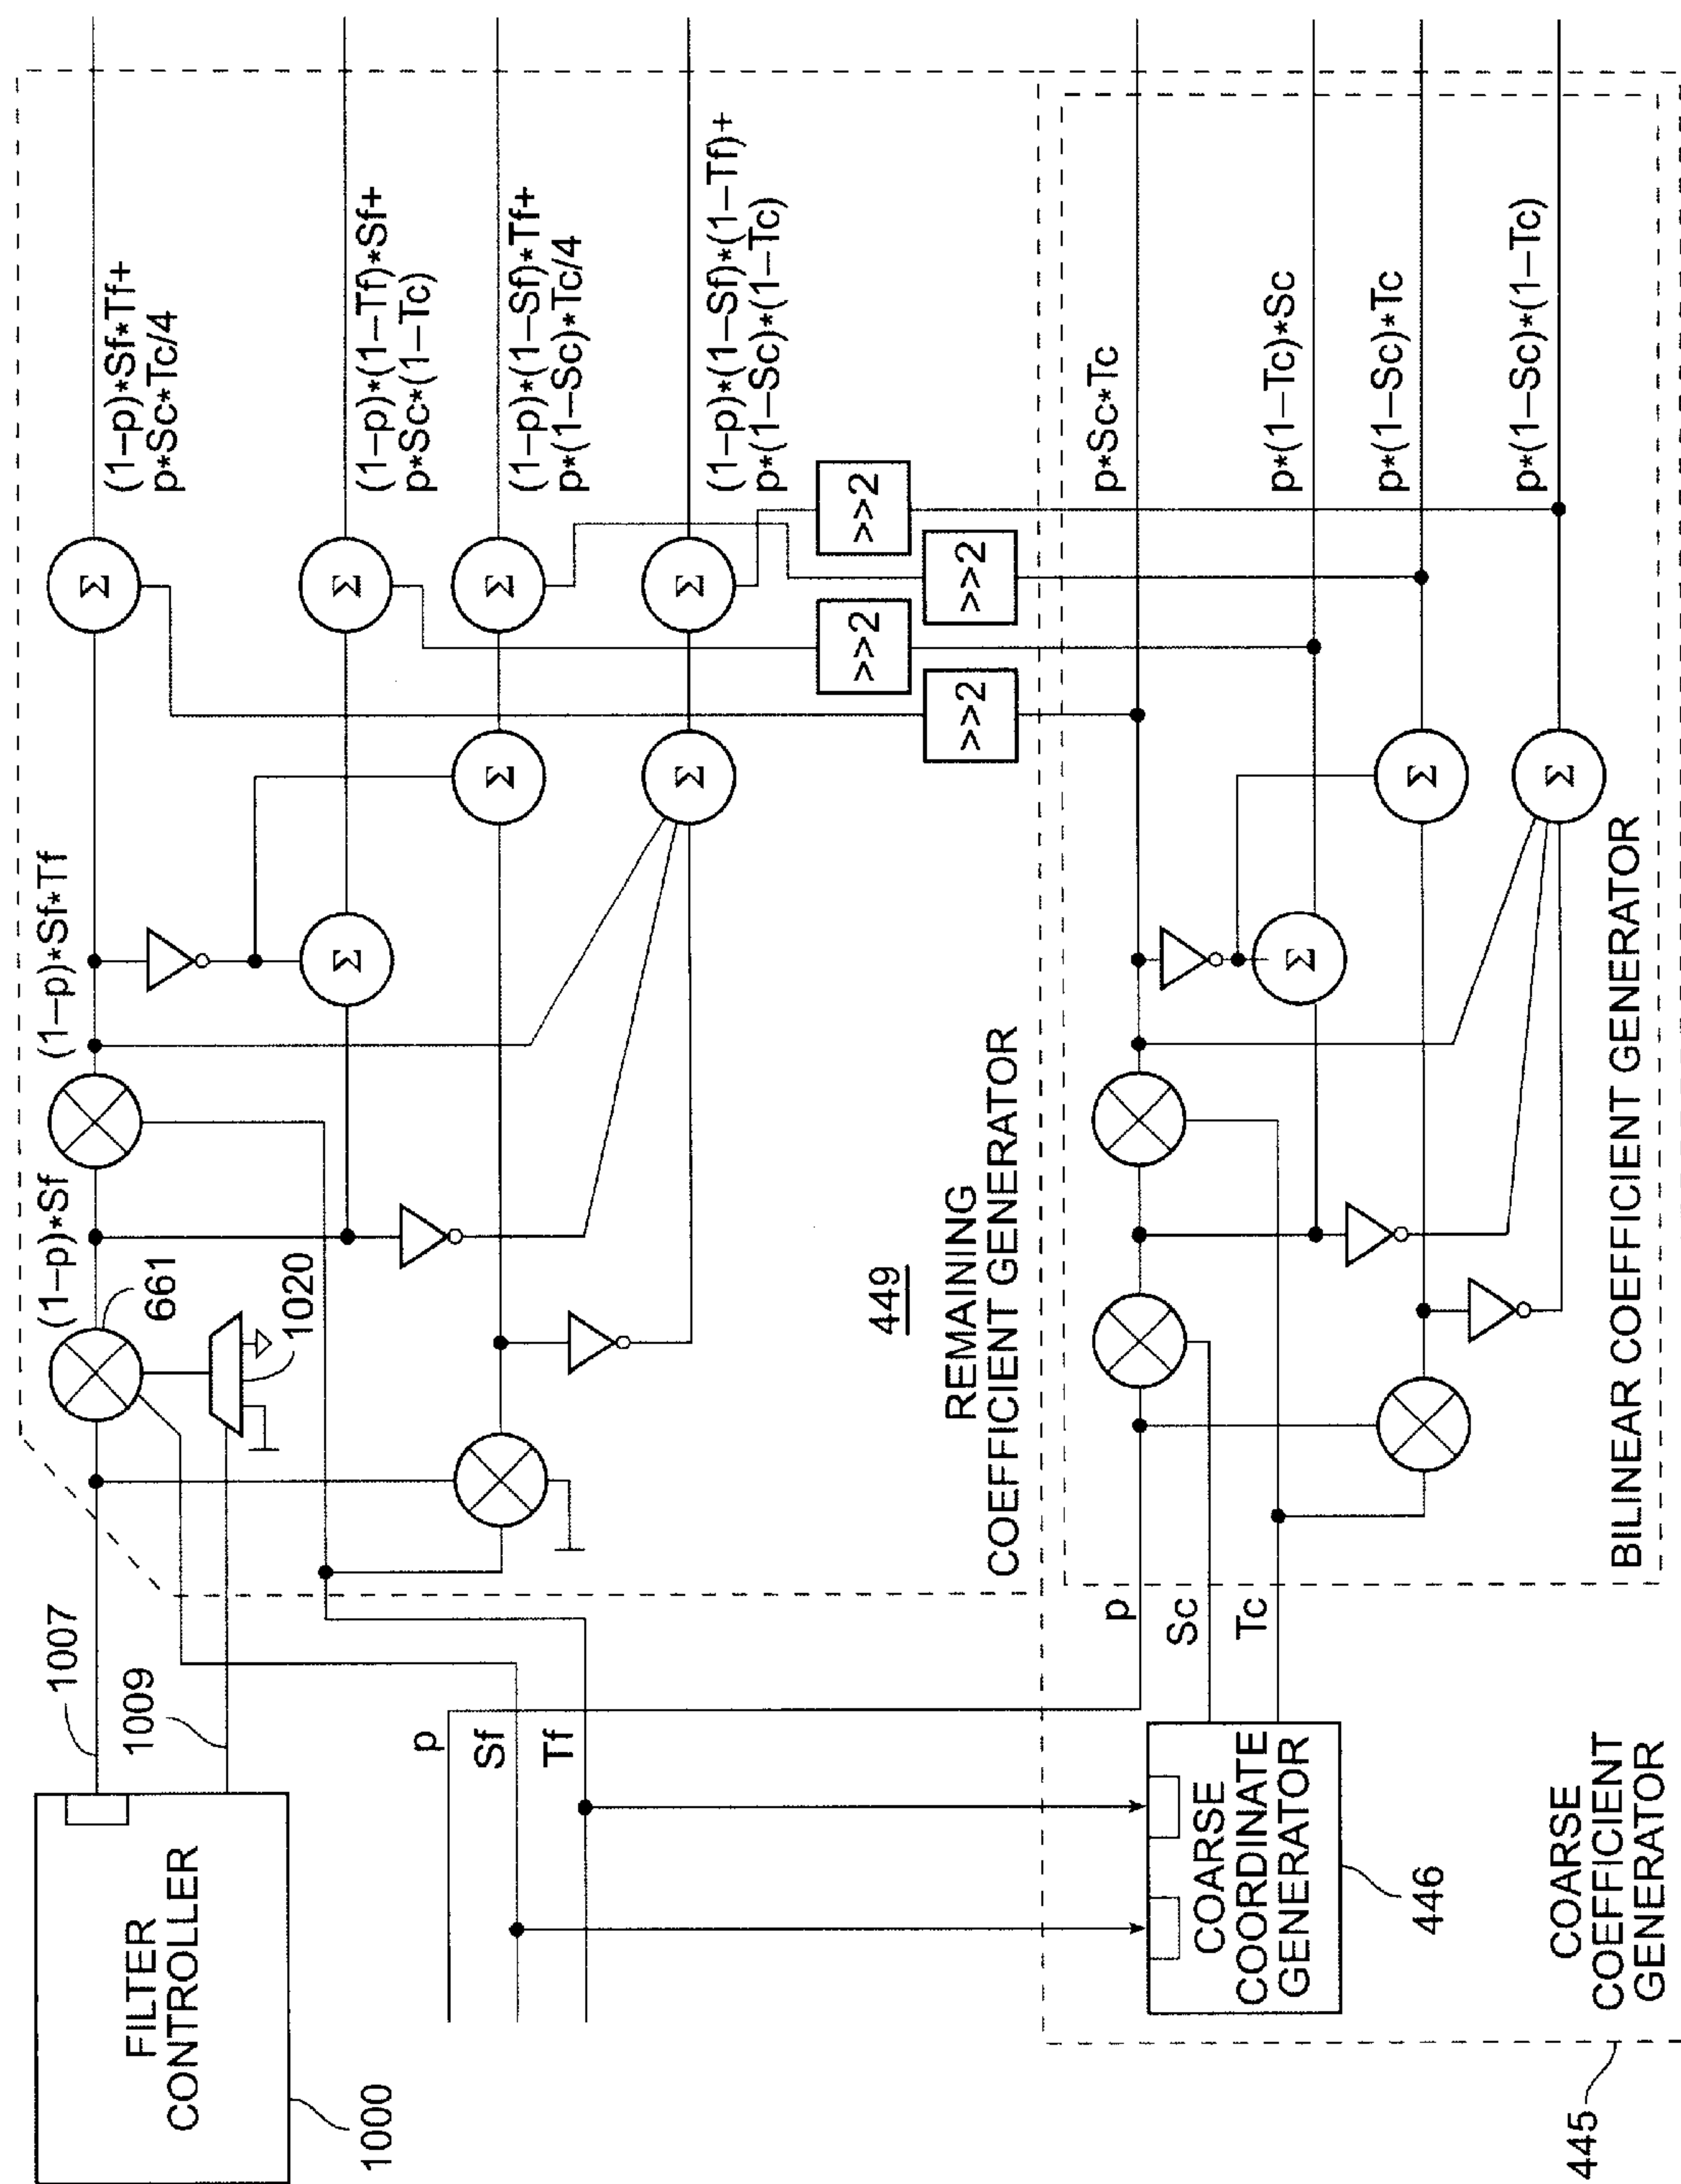 FILTER
CONTROLLER
1000
1007
1009
(1–p)*Sf
661
1020
(1–p)*Sf*Tf
(1–p)*Sf*Tf+
p*Sc*Tc/4
(1–p)*(1–Tf)*Sf+
p*Sc*(1–Tc)
(1–p)*(1–Sf)*Tf+
p*(1–Sc)*Tc/4
(1–p)*(1–Sf)*(1–Tf)+
p*(1–Sc)*(1–Tc)
Σ
Σ
Σ
Σ
Σ
Σ
Σ
449
REMAINING
COEFFICIENT GENERATOR
p
Sf
Tf
>>2
>>2
>>2
>>2
p
Sc
Tc
COARSE
COORDINATE
GENERATOR
446
p*Sc*Tc
p*(1–Tc)*Sc
p*(1–Sc)*Tc
p*(1–Sc)*(1–Tc)
Σ
Σ
Σ
BILINEAR COEFFICIENT GENERATOR
COARSE
COEFFICIENT
GENERATOR
445